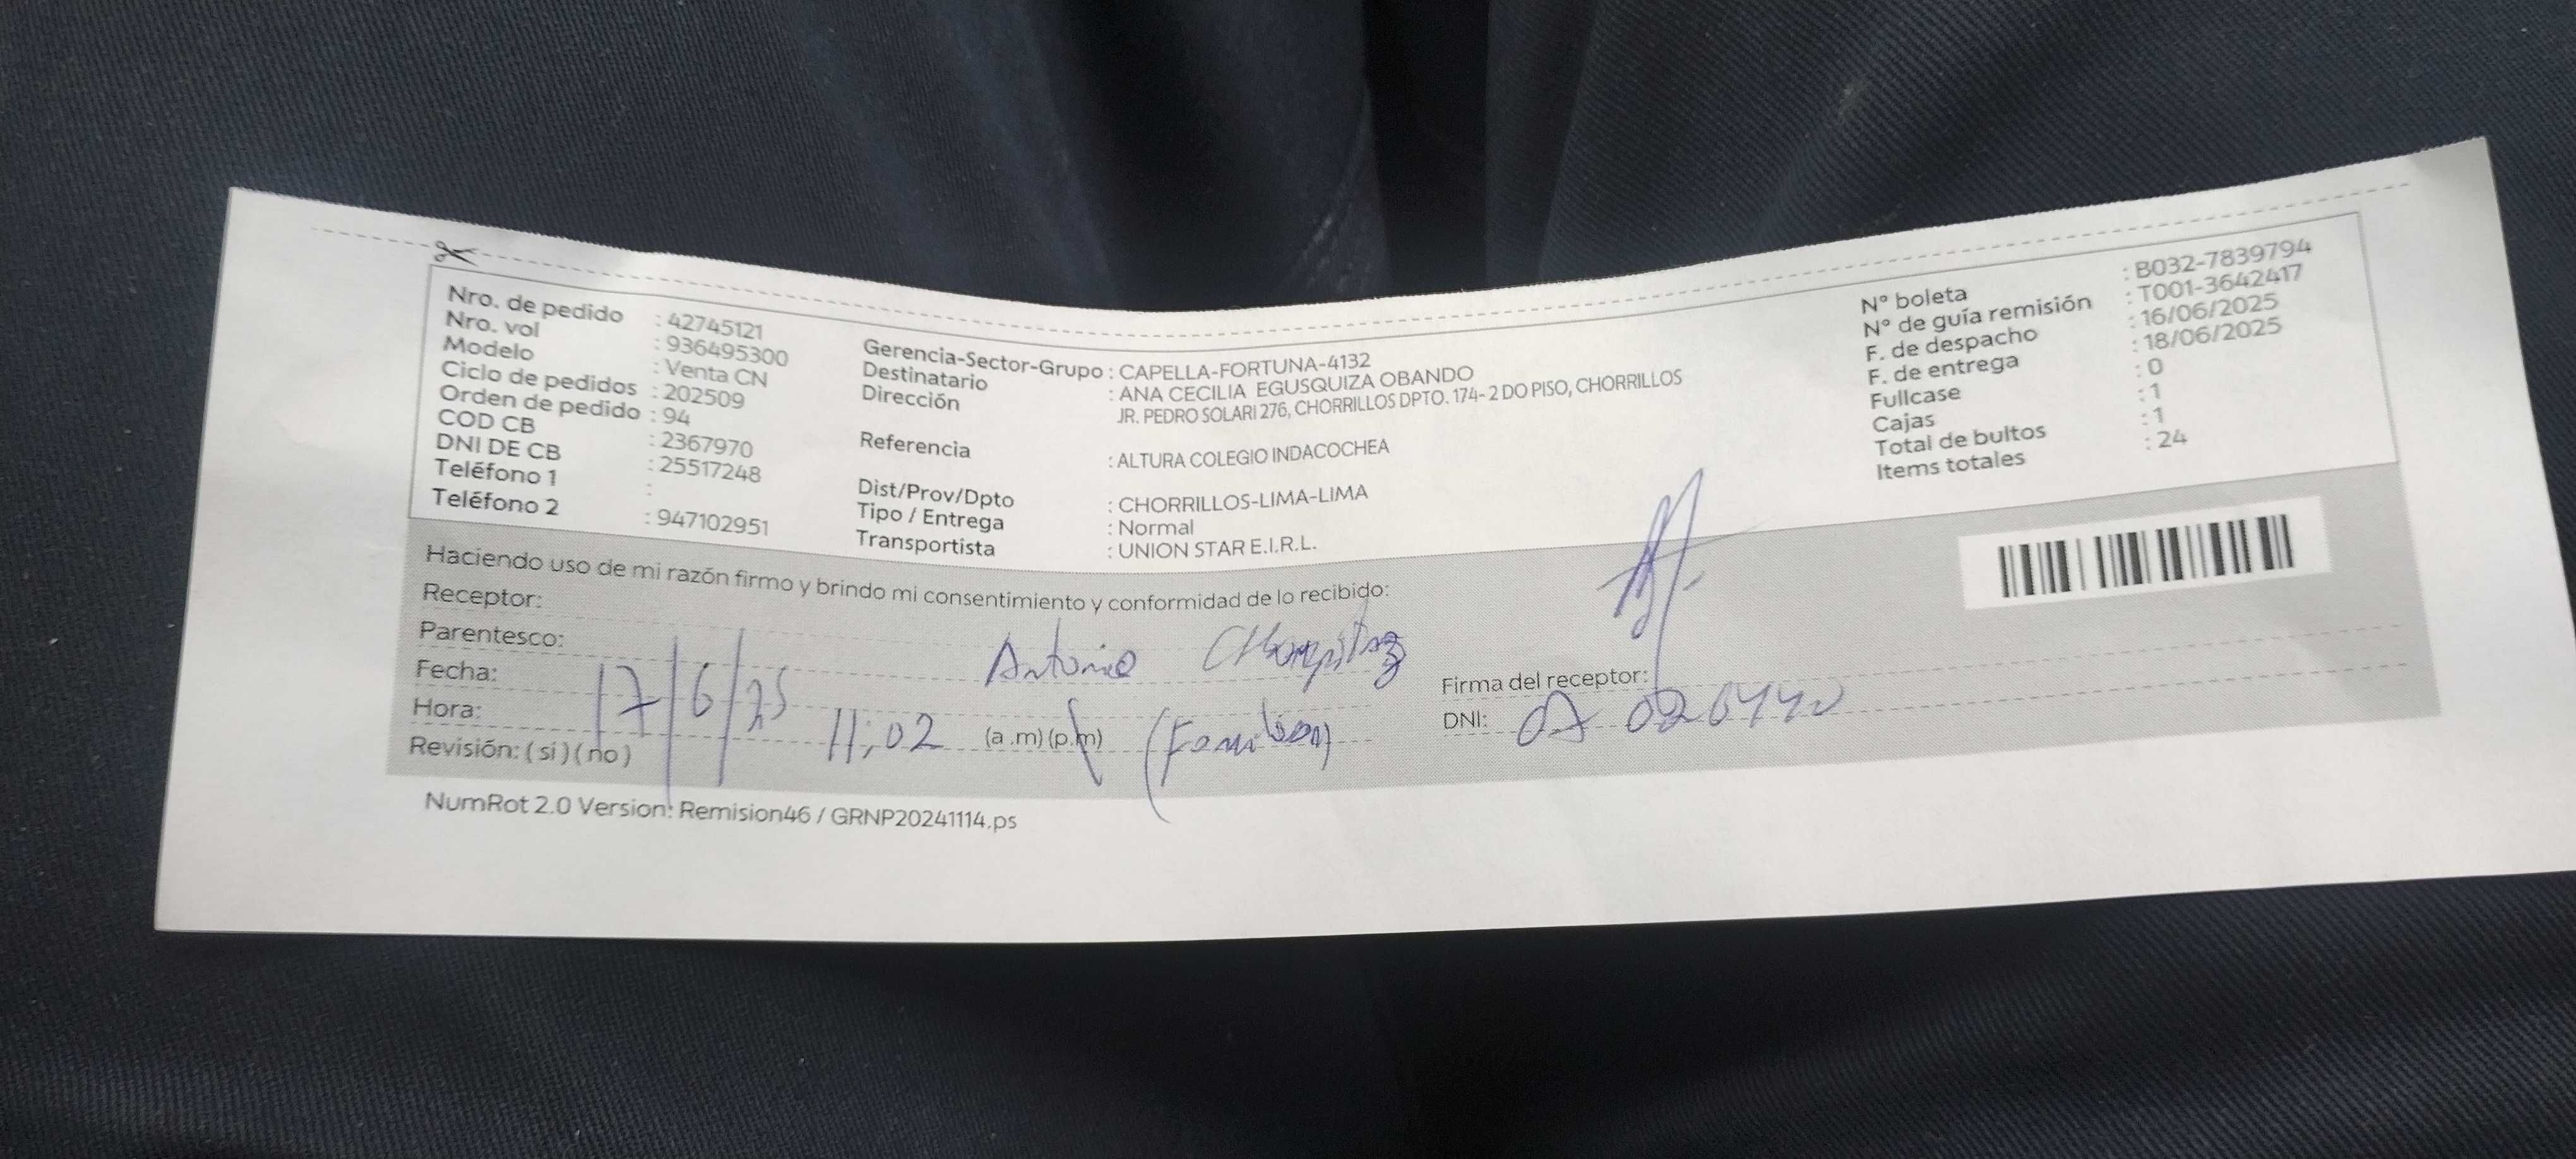 Nro. de pedido : 42745121
Nro. vol : 936495300
Modelo : Venta CN
Ciclo de pedidos : 202509
Orden de pedido : 94
COD CB : 2367970
DNI DE CB : 25517248
Teléfono 1 :
Teléfono 2 : 947102951
Gerencia-Sector-Grupo : CAPELLA-FORTUNA-4132
Destinatario : ANA CECILIA EGUSQUIZA OBANDO
Dirección JR. PEDRO SOLARI 276, CHORRILLOS DPTO. 174- 2 DO PISO, CHORRILLOS
Referencia : ALTURA COLEGIO INDACOCHEA
Dist/Prov/Dpto : CHORRILLOS-LIMA-LIMA
Tipo / Entrega : Normal
Transportista : UNION STAR E.I.R.L.
N° boleta : B032-7839794
N° de guía remisión : T001-3642417
F. de despacho : 16/06/2025
F. de entrega : 18/06/2025
Fullcase : 0
Cajas : 1
Total de bultos : 1
Items totales : 24
Haciendo uso de mi razón firmo y brindo mi consentimiento y conformidad de lo recibido:
Receptor: Antonio
Parentesco:
Fecha: 17/6/25
Hora: 11:02 (a .m) (p.m)
Revisión: ( si ) ( no )
Firma del receptor:
DNI:
NumRot 2.0 Version: Remision46 / GRNP20241114.ps